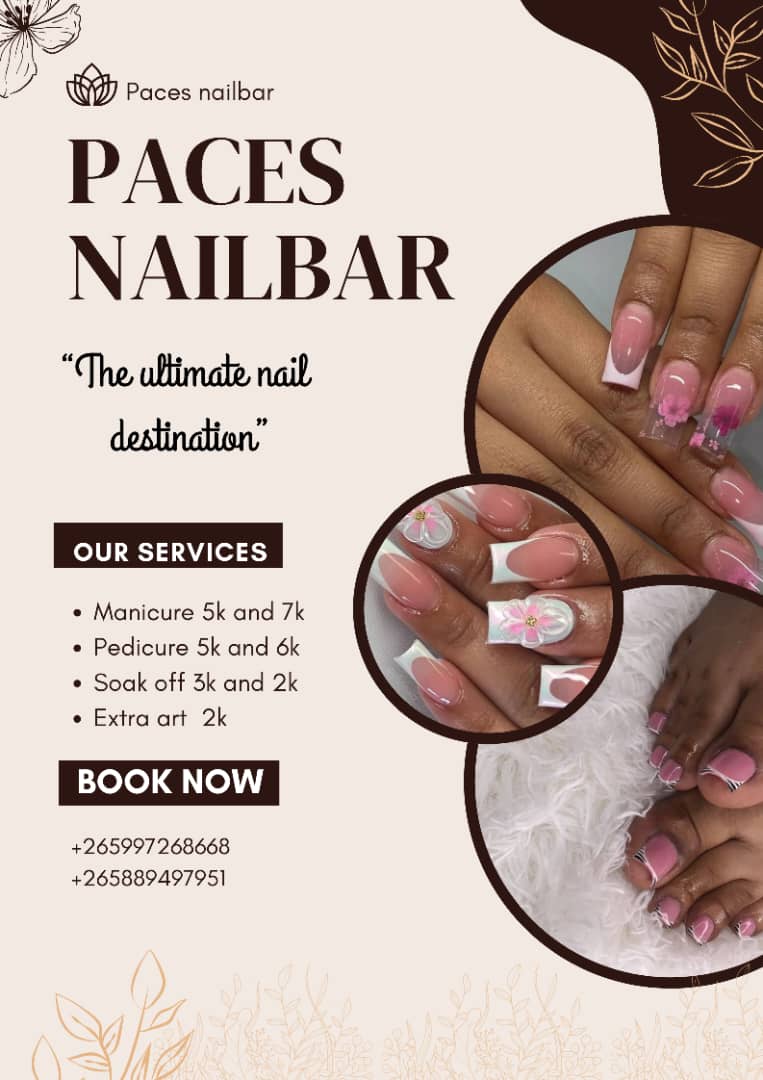 Paces nailbar
PACES
NAILBAR
“The ultimate nail
destination”
OUR SERVICES
• Manicure 5k and 7k
• Pedicure 5k and 6k
• Soak off 3k and 2k
• Extra art 2k
BOOK NOW
+265997268668
+265889497951